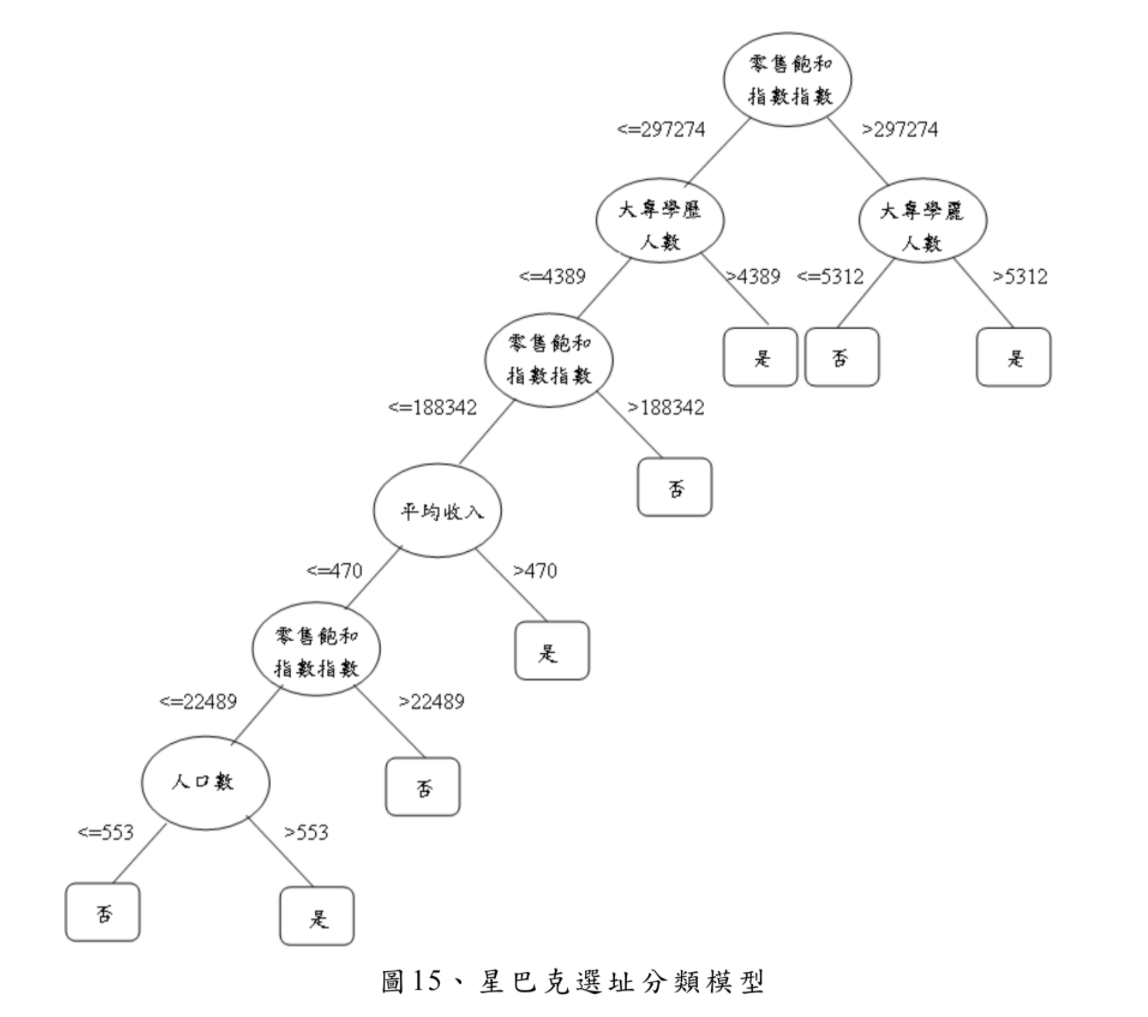 零售飽和
指數指數
<=297274
>297274
大專學歷
人數
大專學麗
人數
<=4389
>4389
<=5312
>5312
零售飽和
指數指數
是
否
是
<=188342
>188342
平均收入
否
<=470
>470
零售飽和
指數指數
是
<=22489
>22489
人口數
否
<=553
>553
否
是
圖15、星巴克選址分類模型